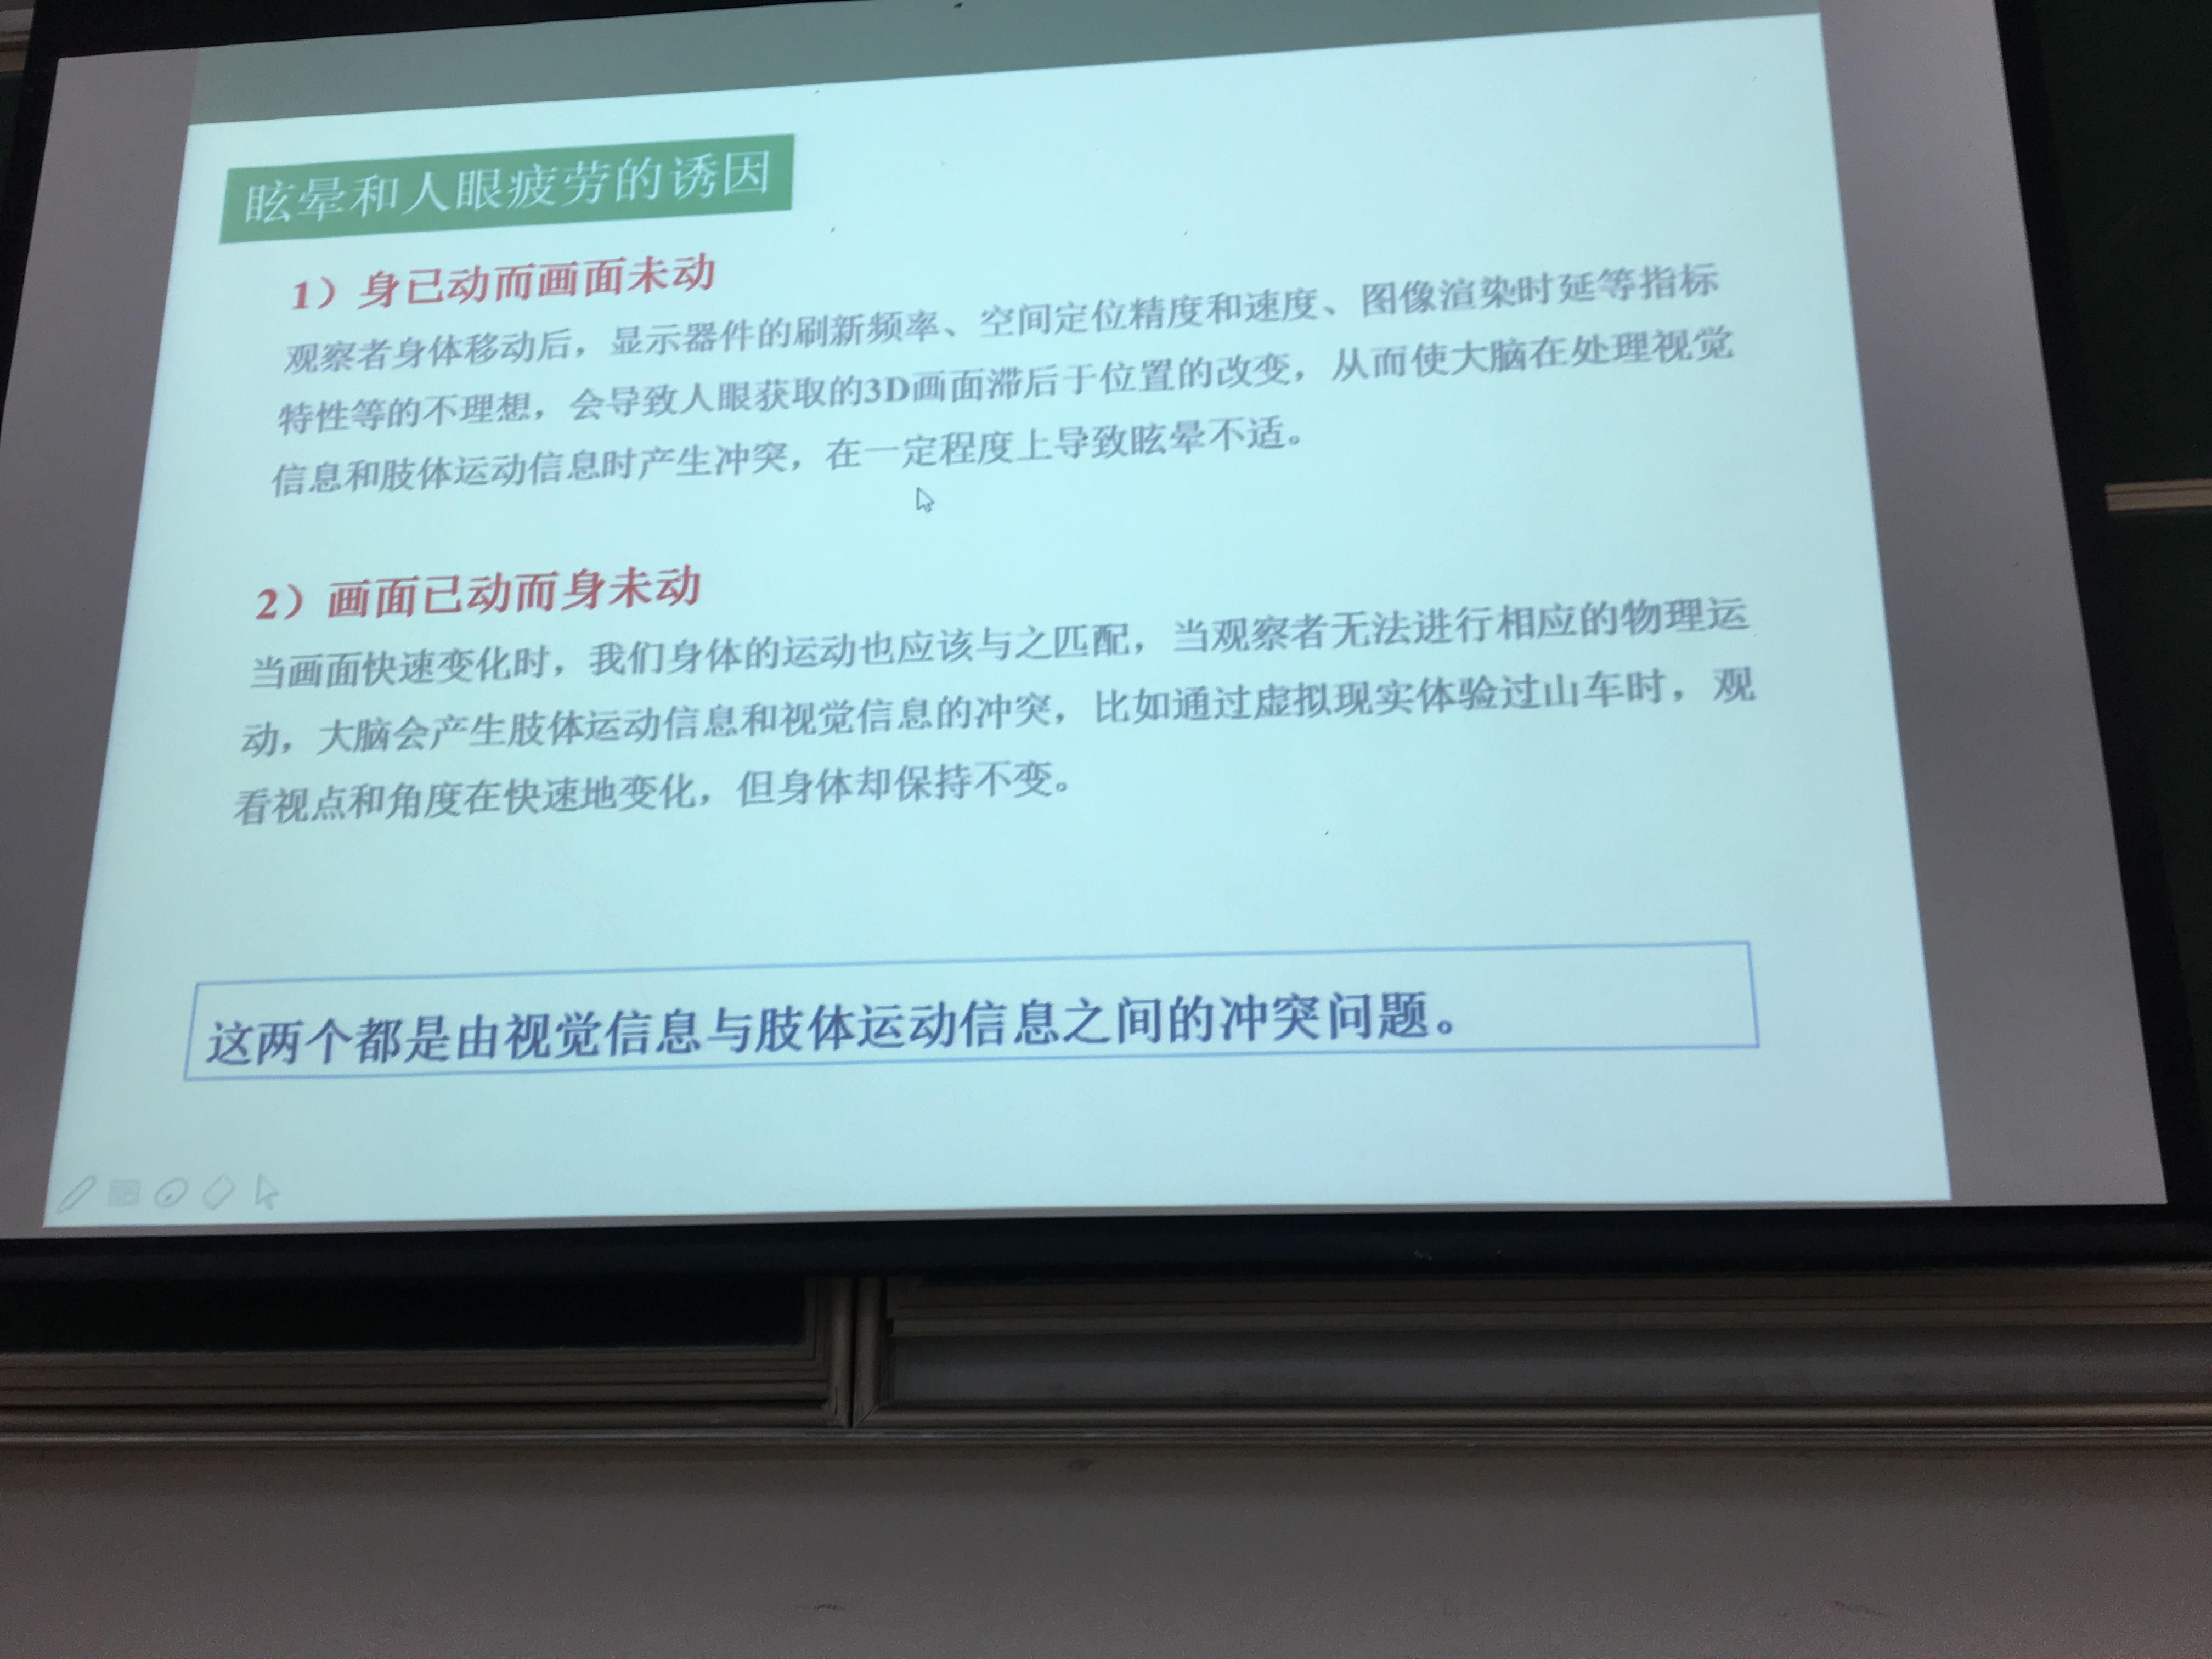 眩晕和人眼疲劳的诱因
1）身已动而画面未动
观察者身体移动后，显示器件的刷新频率、空间定位精度和速度、图像渲染时延等指标
特性等的不理想，会导致人眼获取的3D画面滞后于位置的改变，从而使大脑在处理视觉
信息和肢体运动信息时产生冲突，在一定程度上导致眩晕不适。
2）画面已动而身未动
当画面快速变化时，我们身体的运动也应该与之匹配，当观察者无法进行相应的物理运
动，大脑会产生肢体运动信息和视觉信息的冲突，比如通过虚拟现实体验过山车时，观
看视点和角度在快速地变化，但身体却保持不变。
这两个都是由视觉信息与肢体运动信息之间的冲突问题。